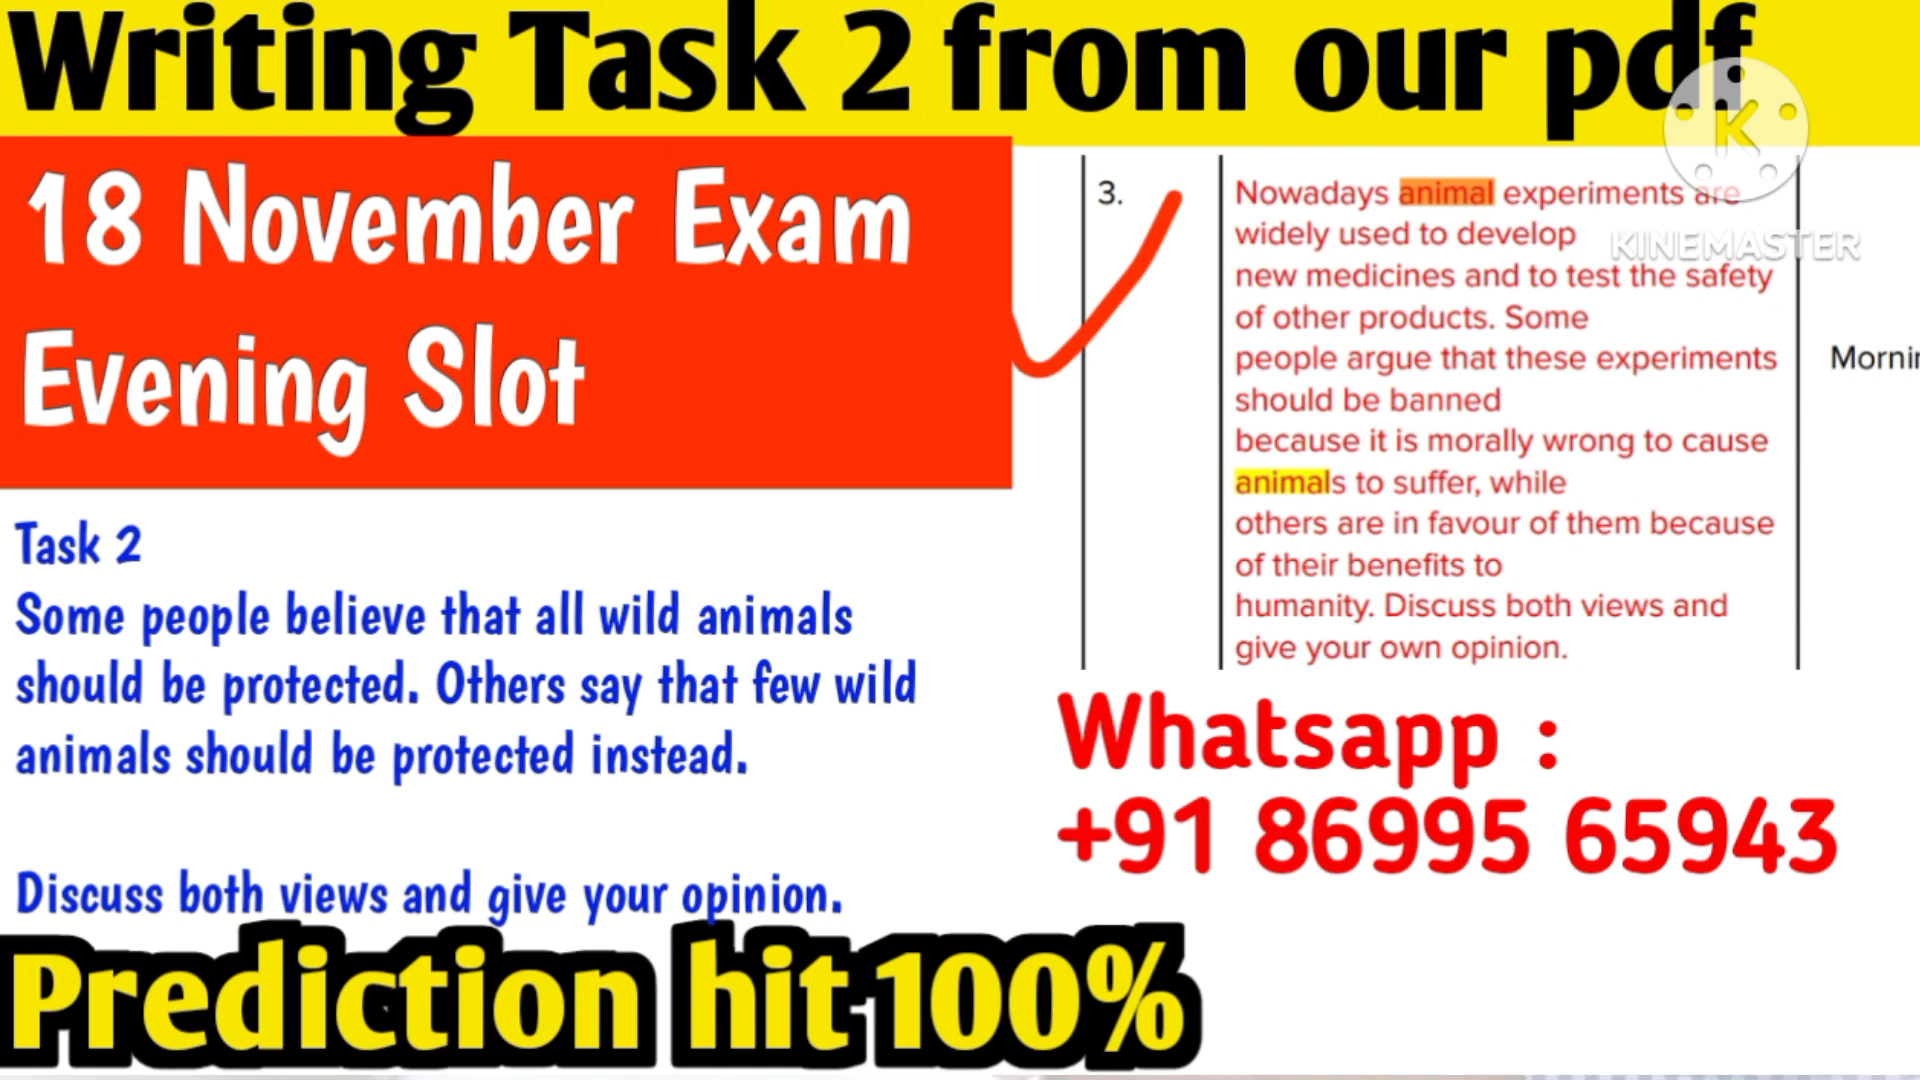 Writing Task 2 from our pdf
18 November Exam
Evening Slot
Task 2
Some people believe that all wild animals
should be protected. Others say that few wild
animals should be protected instead.
Discuss both views and give your opinion.
Prediction hit 100%
3.
Nowadays animal experiments are
widely used to develop
new medicines and to test the safety
of other products. Some
people argue that these experiments
should be banned
because it is morally wrong to cause
animals to suffer, while
others are in favour of them because
of their benefits to
humanity. Discuss both views and
give your own opinion.
Mornin
K
KINEMASTER
Whatsapp :
+91 86995 65943